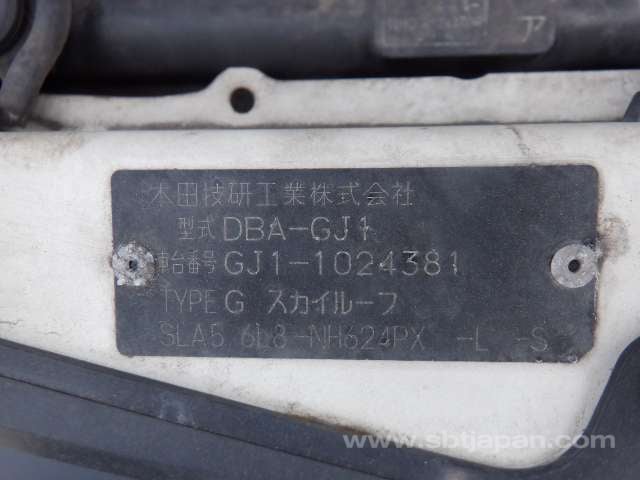 本田技研工業株式会社
型式 DBA-GJ1
車台番号 GJ1-1024381
TYPE G スカイルーフ
SLA5 6L8-NH624PX -L -S
www.sbtjapan.com